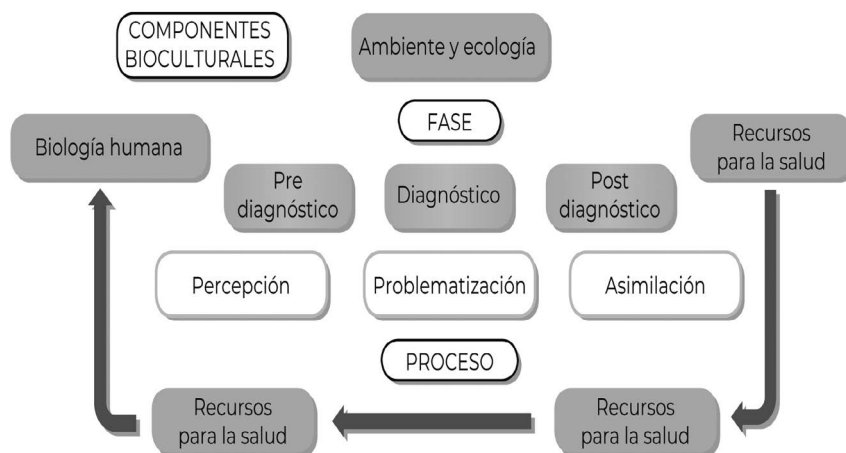 COMPONENTES
BIOCULTURALES
Ambiente y ecología
FASE
Biología humana
Recursos
para la salud
Pre
diagnóstico
Diagnóstico
Post
diagnóstico
Percepción
Problematización
Asimilación
PROCESO
Recursos
para la salud
Recursos
para la salud